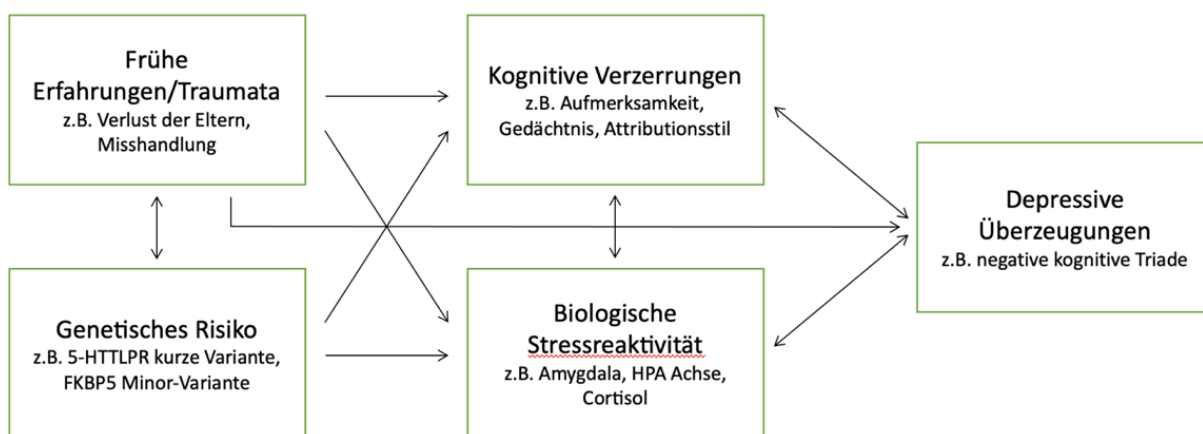 Frühe
Erfahrungen/Traumata
z.B. Verlust der Eltern,
Misshandlung
Kognitive Verzerrungen
z.B. Aufmerksamkeit,
Gedächtnis, Attributionsstil
Depressive
Überzeugungen
z.B. negative kognitive Triade
Genetisches Risiko
z.B. 5-HTTLPR kurze Variante,
FKBP5 Minor-Variante
Biologische
Stressreaktivität
z.B. Amygdala, HPA Achse,
Cortisol